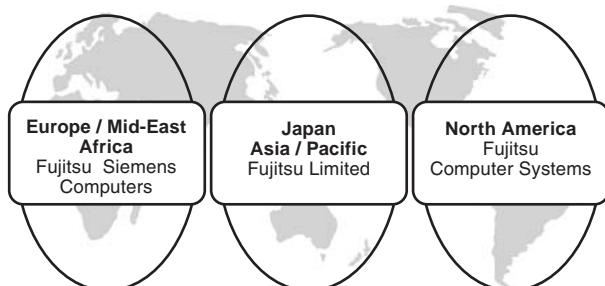 Europe / Mid-East
Africa
Fujitsu Siemens
Computers
Japan
Asia / Pacific
Fujitsu Limited
North America
Fujitsu
Computer Systems